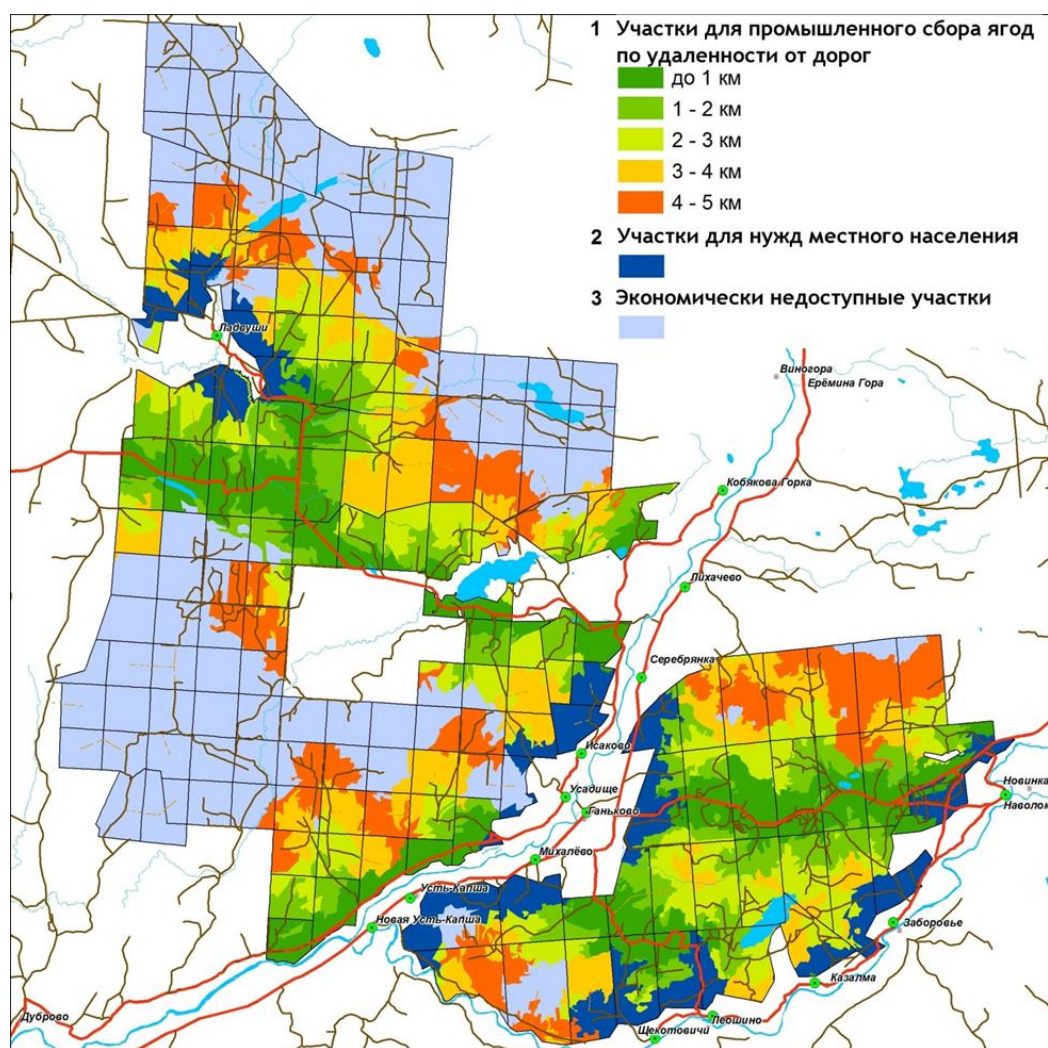 1 Участки для промышленного сбора ягод
по удаленности от дорог
до 1 км
1 - 2 км
2 - 3 км
3 - 4 км
4 - 5 км
2 Участки для нужд местного населения
3 Экономически недоступные участки
Ладвуши
Виногора
Ерёмина Гора
Кобякова Горка
Лихачево
Серебрянка
Исаково
Новинка
Усадище
Наволок
Ганьково
Михалёво
Усть-Капша
Новая Усть-Капша
Заборовье
Казалма
Дуброво
Леошино
Щекотовичи